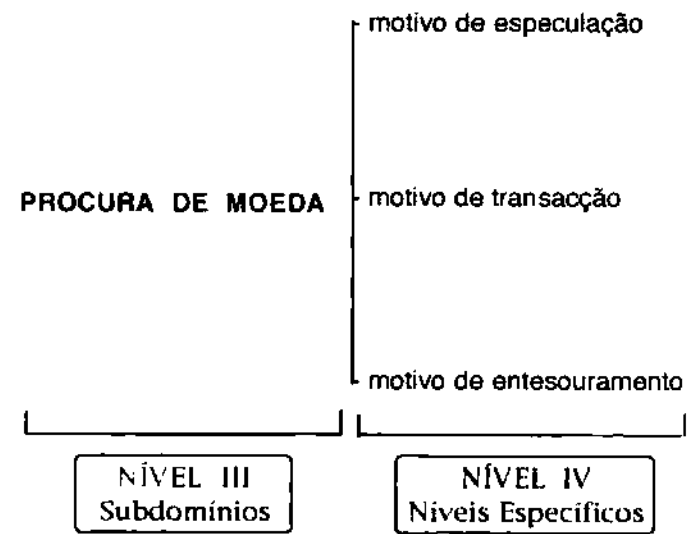 motivo de especulação
PROCURA DE MOEDA
motivo de transacção
motivo de entesouramento
NÍVEL III
Subdomínios
NÍVEL IV
Níveis Específicos